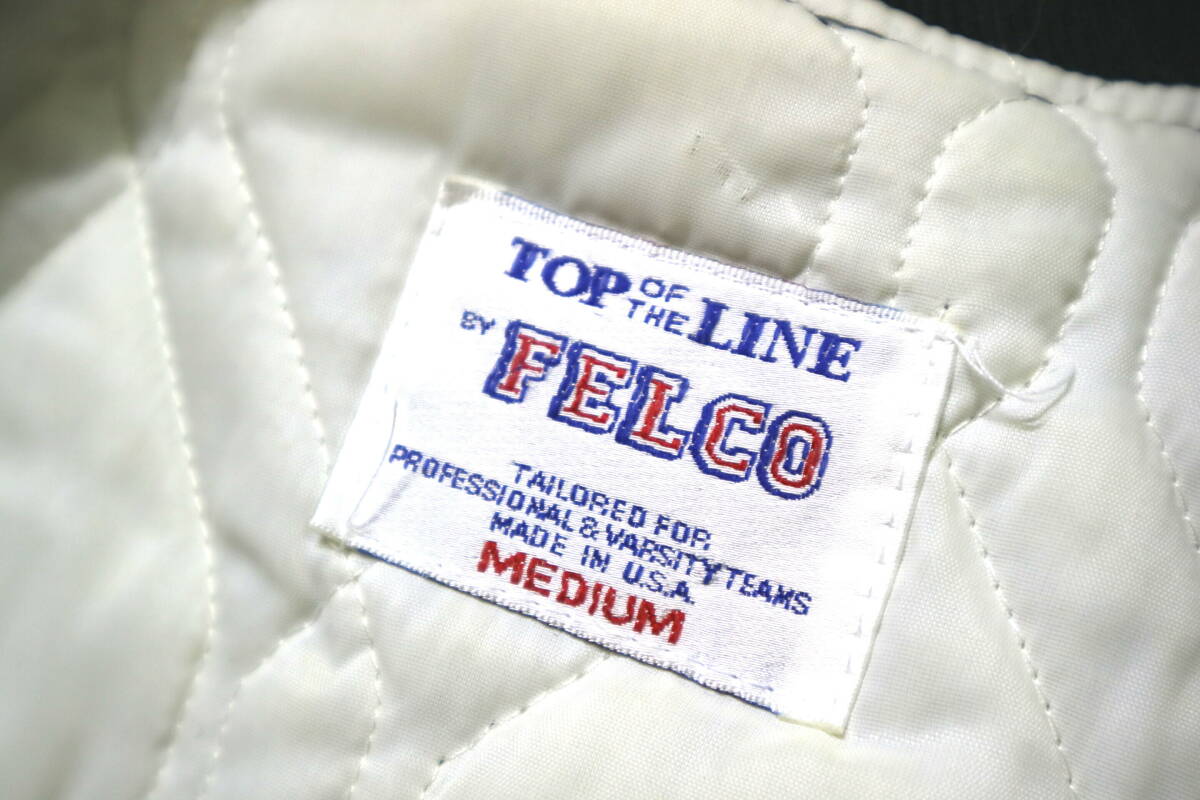 TOP OF THE LINE
BY FELCO
TAILORED FOR
PROFESSIONAL & VARSITY TEAMS
MADE IN U.S.A.
MEDIUM